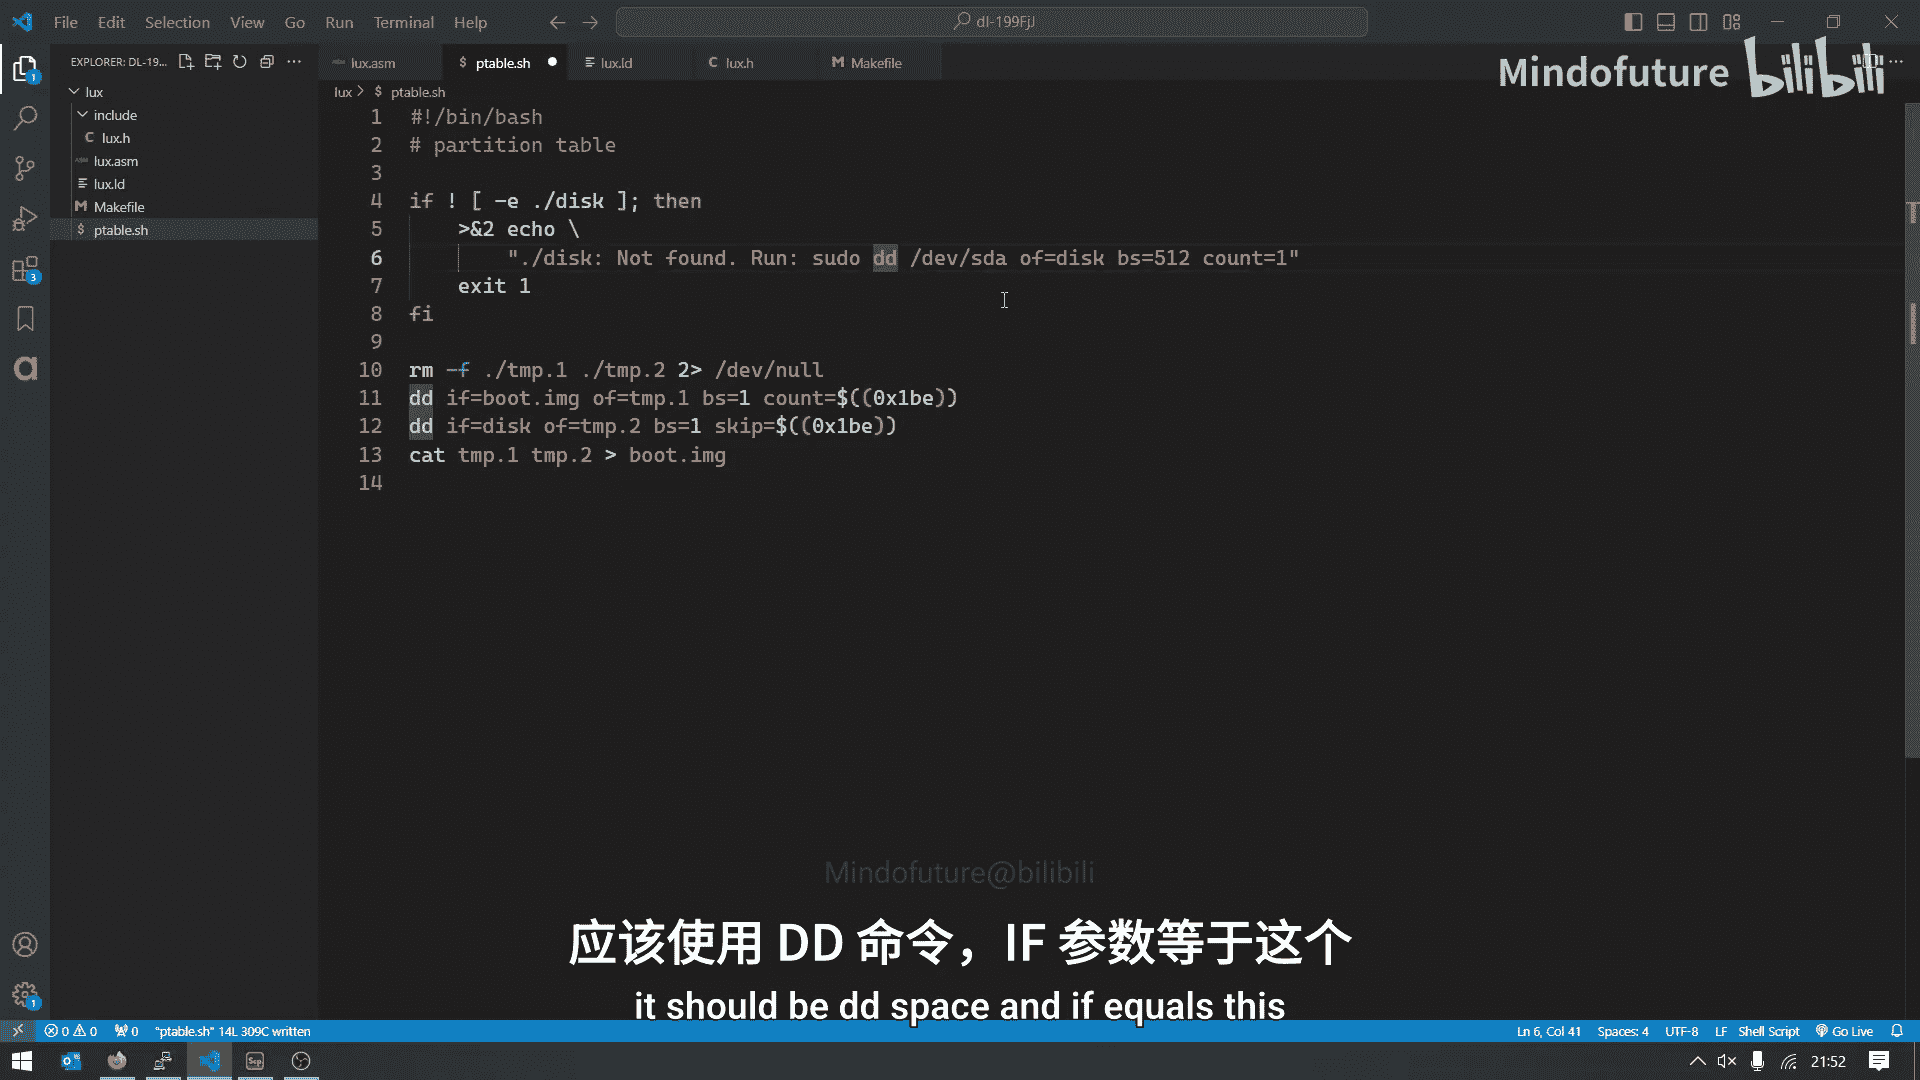 File Edit Selection View Go Run Terminal Help
dl-199FjJ
EXPLORER: DL-19...
lux.asm
$ ptable.sh
lux.ld
C lux.h
M Makefile
Mindofuture bilibili
lux > $ ptable.sh
lux
include
C lux.h
lux.asm
lux.ld
M Makefile
$ ptable.sh
1 #!/bin/bash
2 # partition table
3
4 if ! [ -e ./disk ]; then
5 >&2 echo \
6 "./disk: Not found. Run: sudo dd /dev/sda of=disk bs=512 count=1"
7 exit 1
8 fi
9
10 rm -f ./tmp.1 ./tmp.2 2> /dev/null
11 dd if=boot.img of=tmp.1 bs=1 count=$((0x1be))
12 dd if=disk of=tmp.2 bs=1 skip=$((0x1be))
13 cat tmp.1 tmp.2 > boot.img
14
1
3
1
Mindofuture@bilibili
应该使用 DD 命令，IF 参数等于这个
it should be dd space and if equals this
0 0 0 "ptable.sh" 14L 309C written
Ln 6, Col 41 Spaces: 4 UTF-8 LF Shell Script Go Live
21:52